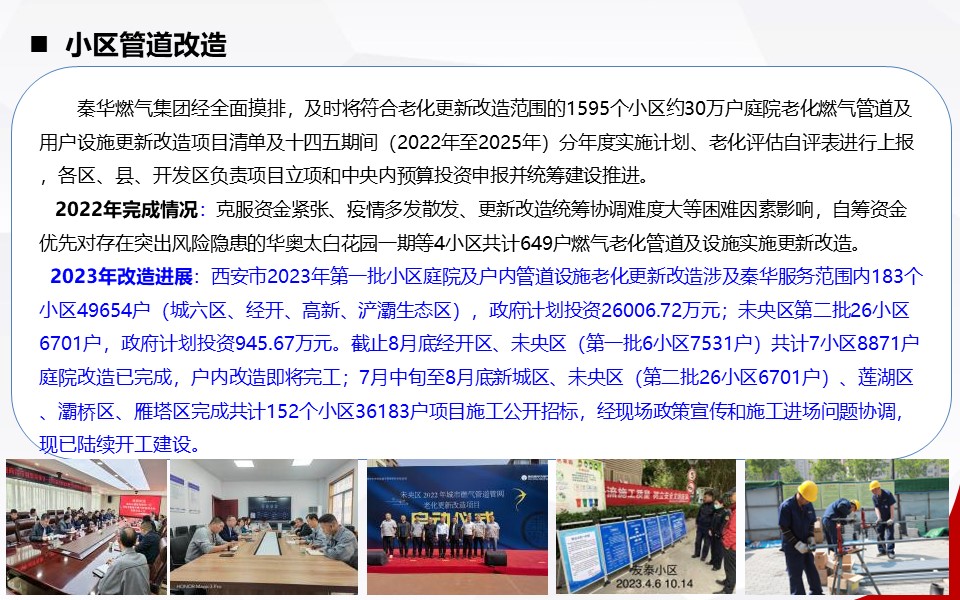 ■ 小区管道改造
秦华燃气集团经全面摸排，及时将符合老化更新改造范围的1595个小区约30万户庭院老化燃气管道及
用户设施更新改造项目清单及十四五期间（2022年至2025年）分年度实施计划、老化评估自评表进行上报
，各区、县、开发区负责项目立项和中央内预算投资申报并统筹建设推进。
2022年完成情况：克服资金紧张、疫情多发散发、更新改造统筹协调难度大等困难因素影响，自筹资金
优先对存在突出风险隐患的华奥太白花园一期等4小区共计649户燃气老化管道及设施实施更新改造。
2023年改造进展：西安市2023年第一批小区庭院及户内管道设施老化更新改造涉及秦华服务范围内183个
小区49654户（城六区、经开、高新、浐灞生态区），政府计划投资26006.72万元；未央区第二批26小区
6701户，政府计划投资945.67万元。截止8月底经开区、未央区（第一批6小区7531户）共计7小区8871户
庭院改造已完成，户内改造即将完工；7月中旬至8月底新城区、未央区（第二批26小区6701户）、莲湖区
、灞桥区、雁塔区完成共计152个小区36183户项目施工公开招标，经现场政策宣传和施工进场问题协调，
现已陆续开工建设。
未央区2022年城市燃气管道管网
老化更新改造项目
启动仪式
友泰小区
2023.4.6 10.14